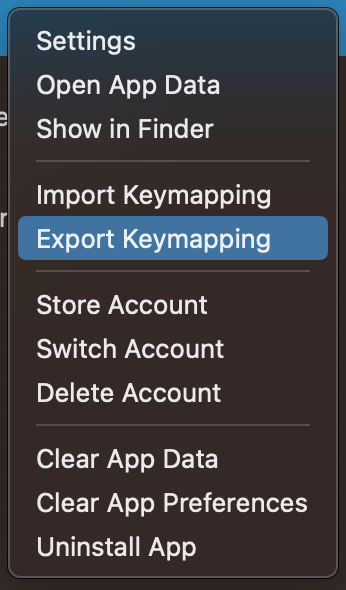 Settings
Open App Data
Show in Finder
Import Keymapping
Export Keymapping
Store Account
Switch Account
Delete Account
Clear App Data
Clear App Preferences
Uninstall App